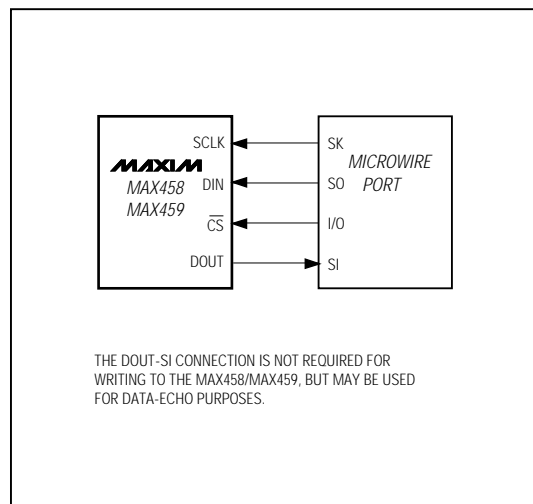 SCLK SK
MAXIM MICROWIRE
MAX458 DIN SO PORT
MAX459
CS I/O
DOUT SI
THE DOUT-SI CONNECTION IS NOT REQUIRED FOR
WRITING TO THE MAX458/MAX459, BUT MAY BE USED
FOR DATA-ECHO PURPOSES.